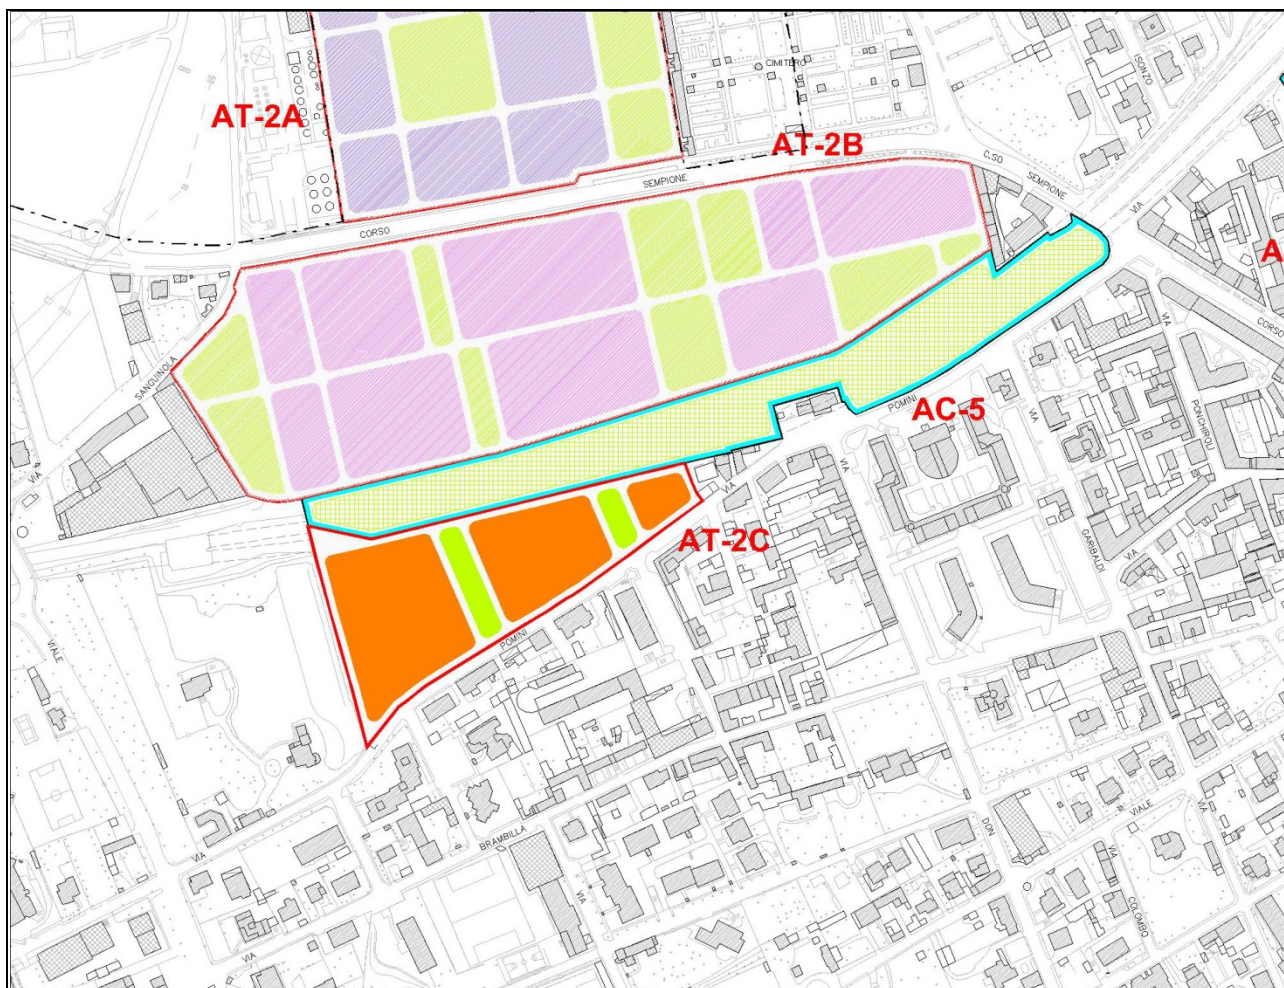 CIMITERO
ISONZO
AT-2A
AT-2B
C.SO
SEMPIONE
SEMPIONE
VIA
CORSO
A
SANGUINOLA
VIA
VIA
CORSO
POMINI
AC-5
VIA
PONCHIROLI
VIA
VIA
AT-2C
GARIBALDI
VIA
POMINI
VIALE
BRAMBILLA
VIA
VIA
DON
VIALE
VIA
VIA
COLOMBO
VIA